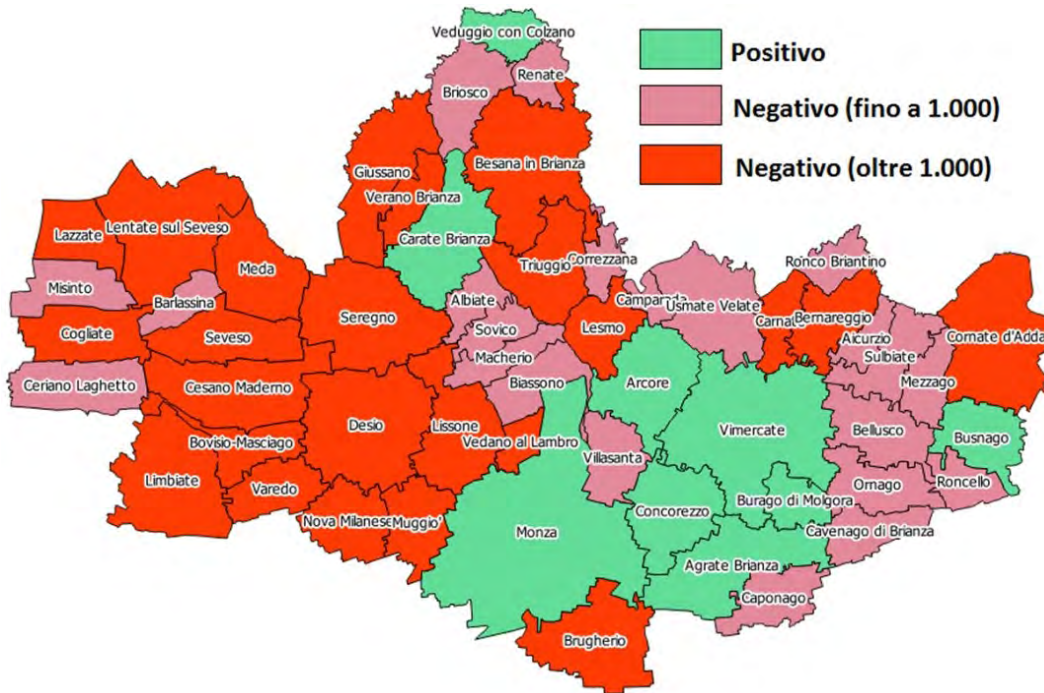 Veduggio con Colzano
Positivo
Renate
Briosco
Negativo (fino a 1.000)
Besana in Brianza
Negativo (oltre 1.000)
Giussano
Verano Brianza
Lentate sul Seveso
Lazzate
Carate Brianza
Ronco Briantino
Triuggio
Correzzana
Meda
Misinto
Barlassina
Albiate
Usmate Velate
Bernareggio
Seregno
Lesmo
Cogliate
Seveso
Sovico
Aicurzio
Cornate d'Adda
Sulbiate
Macherio
Mezzago
Ceriano Laghetto
Cesano Maderno
Biassono
Arcore
Desio
Lissone
Vimercate
Bellusco
Busnago
Bovisio-Masciago
Vedano al Lambro
Villasanta
Limbiate
Varedo
Ornago
Roncello
Burago di Molgora
Concorezzo
Nova Milanese
Muggio'
Monza
Cavenago di Brianza
Agrate Brianza
Caponago
Brugherio